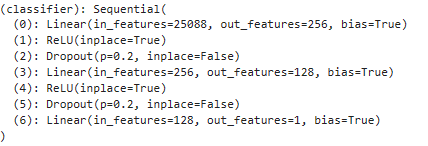 (classifier): Sequential(
  (0): Linear(in_features=25088, out_features=256, bias=True)
  (1): ReLU(inplace=True)
  (2): Dropout(p=0.2, inplace=False)
  (3): Linear(in_features=256, out_features=128, bias=True)
  (4): ReLU(inplace=True)
  (5): Dropout(p=0.2, inplace=False)
  (6): Linear(in_features=128, out_features=1, bias=True)
)